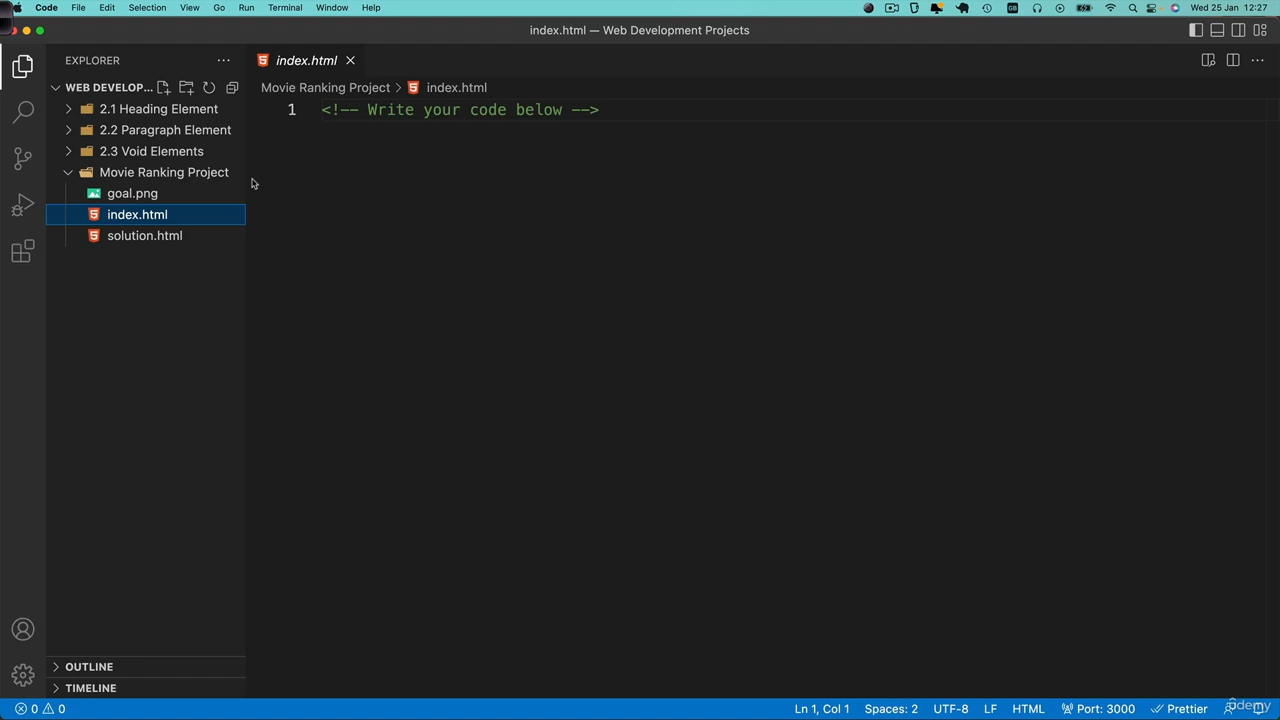 Code File Edit Selection View Go Run Terminal Window Help Wed 25 Jan 12:27
index.html — Web Development Projects
EXPLORER
index.html
WEB DEVELOP...
Movie Ranking Project > index.html
2.1 Heading Element
1 <!-- Write your code below -->
2.2 Paragraph Element
2.3 Void Elements
Movie Ranking Project
goal.png
index.html
solution.html
OUTLINE
TIMELINE
0 0 Ln 1, Col 1 Spaces: 2 UTF-8 LF HTML Port: 3000 Prettier
ûdemy